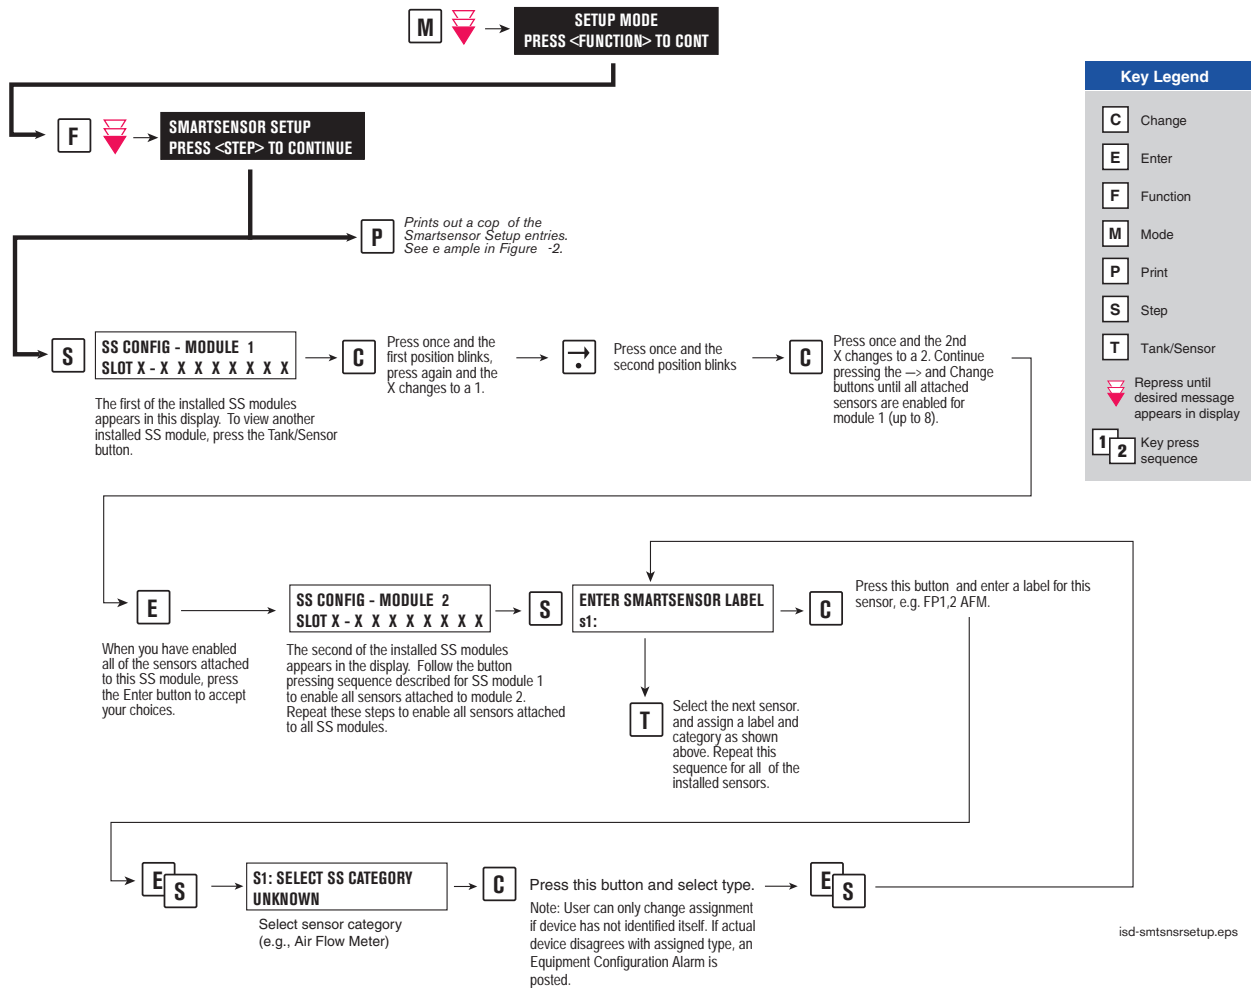 M
SETUP MODE
PRESS <FUNCTION> TO CONT
Key Legend
C Change
E Enter
F Function
M Mode
P Print
S Step
T Tank/Sensor
Repress until
desired message
appears in display
1 2 Key press
sequence
F
SMARTSENSOR SETUP
PRESS <STEP> TO CONTINUE
P
Prints out a cop of the
Smartsensor Setup entries.
See e ample in Figure -2.
S
SS CONFIG - MODULE 1
SLOT X - X X X X X X X X
The first of the installed SS modules
appears in this display. To view another
installed SS module, press the Tank/Sensor
button.
C
Press once and the
first position blinks,
press again and the
X changes to a 1.
→
Press once and the
second position blinks
C
Press once and the 2nd
X changes to a 2. Continue
pressing the —> and Change
buttons until all attached
sensors are enabled for
module 1 (up to 8).
E
When you have enabled
all of the sensors attached
to this SS module, press
the Enter button to accept
your choices.
SS CONFIG - MODULE 2
SLOT X - X X X X X X X X
The second of the installed SS modules
appears in the display. Follow the button
pressing sequence described for SS module 1
to enable all sensors attached to module 2.
Repeat these steps to enable all sensors attached
to all SS modules.
S
ENTER SMARTSENSOR LABEL
s1:
C
Press this button and enter a label for this
sensor, e.g. FP1,2 AFM.
T
Select the next sensor.
and assign a label and
category as shown
above. Repeat this
sequence for all of the
installed sensors.
E S
S1: SELECT SS CATEGORY
UNKNOWN
Select sensor category
(e.g., Air Flow Meter)
C
Press this button and select type.
Note: User can only change assignment
if device has not identified itself. If actual
device disagrees with assigned type, an
Equipment Configuration Alarm is
posted.
E S
isd-smtsnsrsetup.eps